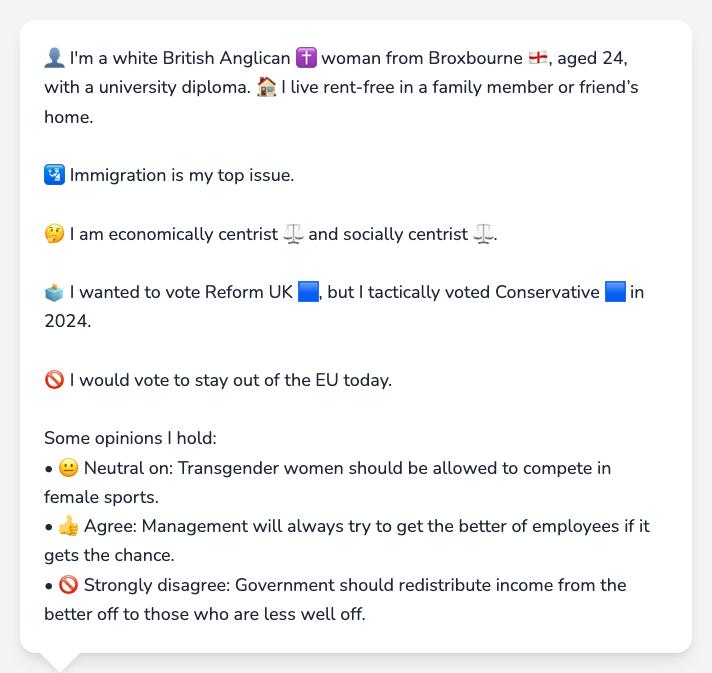 👤 I'm a white British Anglican ✝️ woman from Broxbourne 🏴󠁧󠁢󠁥󠁮󠁧󠁿, aged 24,
with a university diploma. 🏠 I live rent-free in a family member or friend’s
home.
🛂 Immigration is my top issue.
🤔 I am economically centrist ⚖️ and socially centrist ⚖️.
🗳️ I wanted to vote Reform UK 🟦, but I tactically voted Conservative 🟦 in
2024.
🚫 I would vote to stay out of the EU today.
Some opinions I hold:
• 😐 Neutral on: Transgender women should be allowed to compete in
female sports.
• 👍 Agree: Management will always try to get the better of employees if it
gets the chance.
• 🚫 Strongly disagree: Government should redistribute income from the
better off to those who are less well off.